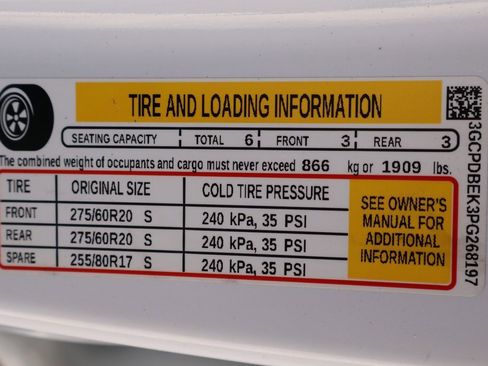 TIRE AND LOADING INFORMATION
SEATING CAPACITY TOTAL 6 FRONT 3 REAR 3
The combined weight of occupants and cargo must never exceed 866 kg or 1909 lbs.
TIRE ORIGINAL SIZE COLD TIRE PRESSURE
FRONT 275/60R20 S 240 kPa, 35 PSI
REAR 275/60R20 S 240 kPa, 35 PSI
SPARE 255/80R17 S 240 kPa, 35 PSI
SEE OWNER'S
MANUAL FOR
ADDITIONAL
INFORMATION
3GCPDBEK3PG268197